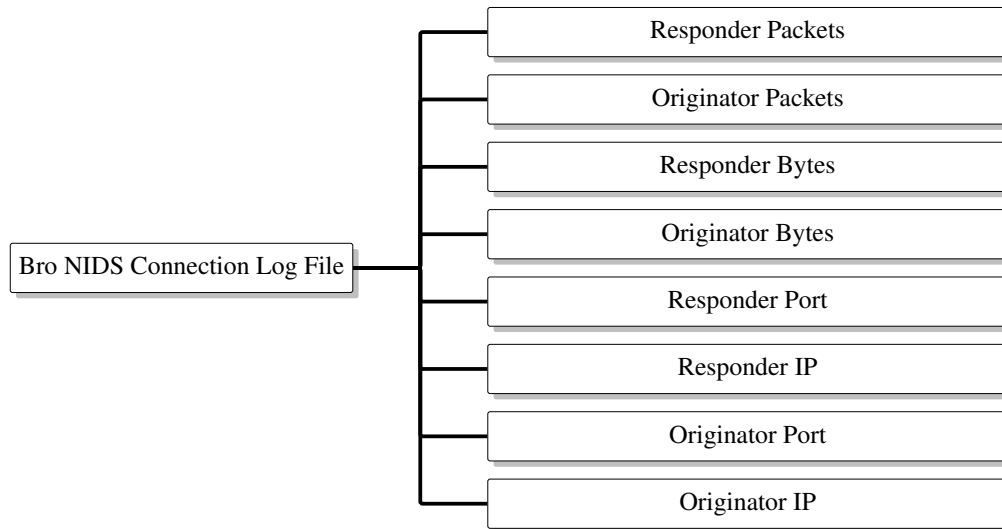 Responder Packets
Originator Packets
Responder Bytes
Originator Bytes
Bro NIDS Connection Log File
Responder Port
Responder IP
Originator Port
Originator IP